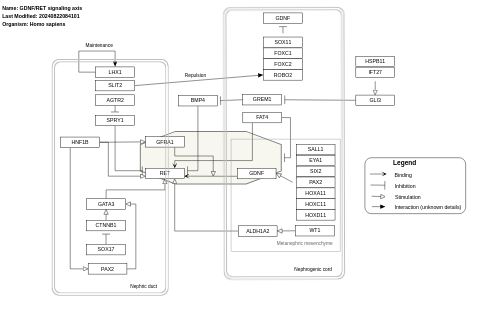 Name: GDNF/RET signaling axis
Last Modified: 20240822084101
Organism: Homo sapiens
Maintenance
LHX1
SLIT2
AGTR2
SPRY1
HNF1B
GFRA1
RET
GATA3
CTNNB1
SOX17
PAX2
Nephric duct
Repulsion
BMP4
GDNF
SOX11
FOXC1
FOXC2
ROBO2
GREM1
FAT4
GDNF
SALL1
EYA1
SIX2
PAX2
HOXA11
HOXC11
HOXD11
WT1
ALDH1A2
Metanephric mesenchyme
Nephrogenic cord
HSPB11
IFT27
GLI3
Legend
Binding
Inhibition
Stimulation
Interaction (unknown details)